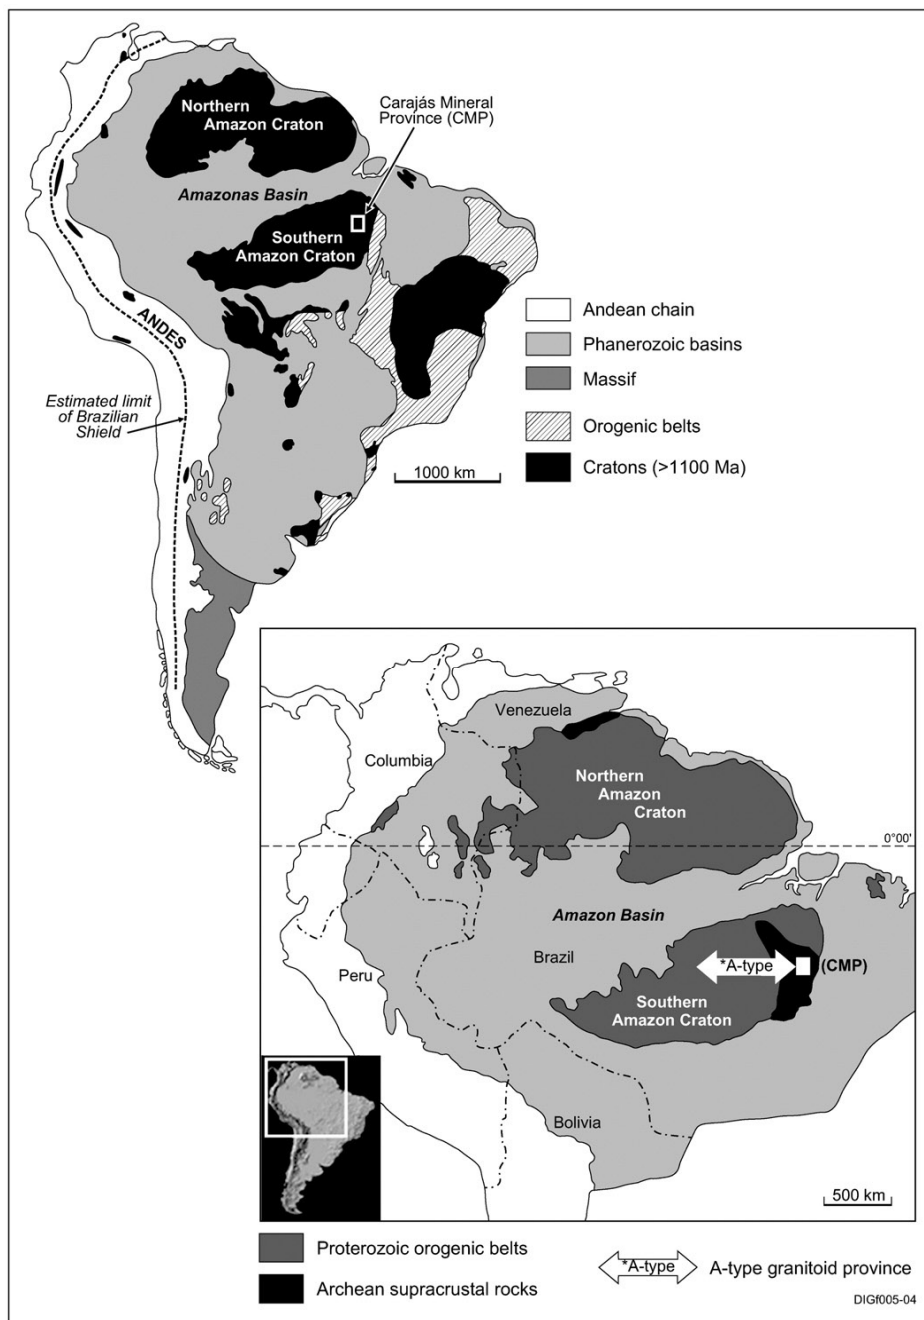 Northern
Amazon Craton
Carajás Mineral
Province (CMP)
Amazonas Basin
Southern
Amazon Craton
ANDES
Estimated limit
of Brazilian
Shield
Andean chain
Phanerozoic basins
Massif
Orogenic belts
Cratons (>1100 Ma)
1000 km
Venezuela
Columbia
Northern
Amazon
Craton
0°00'
Amazon Basin
Brazil
*A-type
(CMP)
Peru
Southern
Amazon Craton
Bolivia
500 km
Proterozoic orogenic belts
Archean supracrustal rocks
*A-type
A-type granitoid province
DIGf005-04